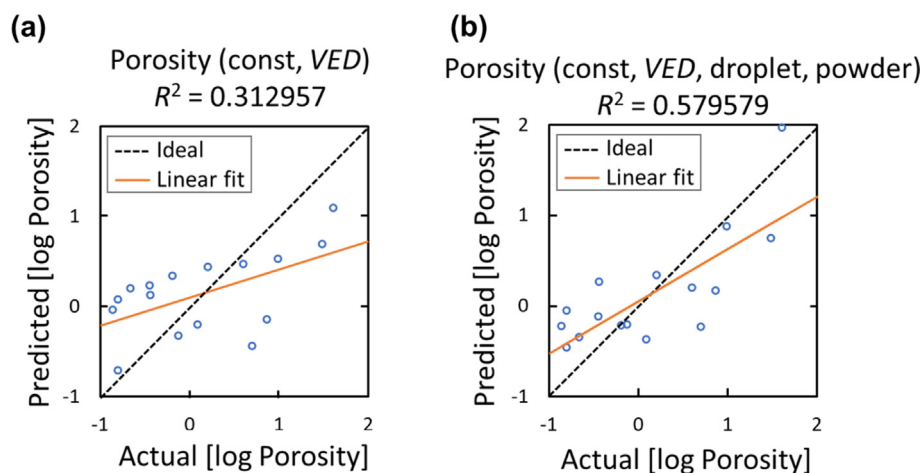 (a)
Porosity (const, VED)
R² = 0.312957
2
1
0
-1
-1
0
1
2
Ideal
Linear fit
Predicted [log Porosity]
Actual [log Porosity]
(b)
Porosity (const, VED, droplet, powder)
R² = 0.579579
2
1
0
-1
-1
0
1
2
Ideal
Linear fit
Predicted [log Porosity]
Actual [log Porosity]